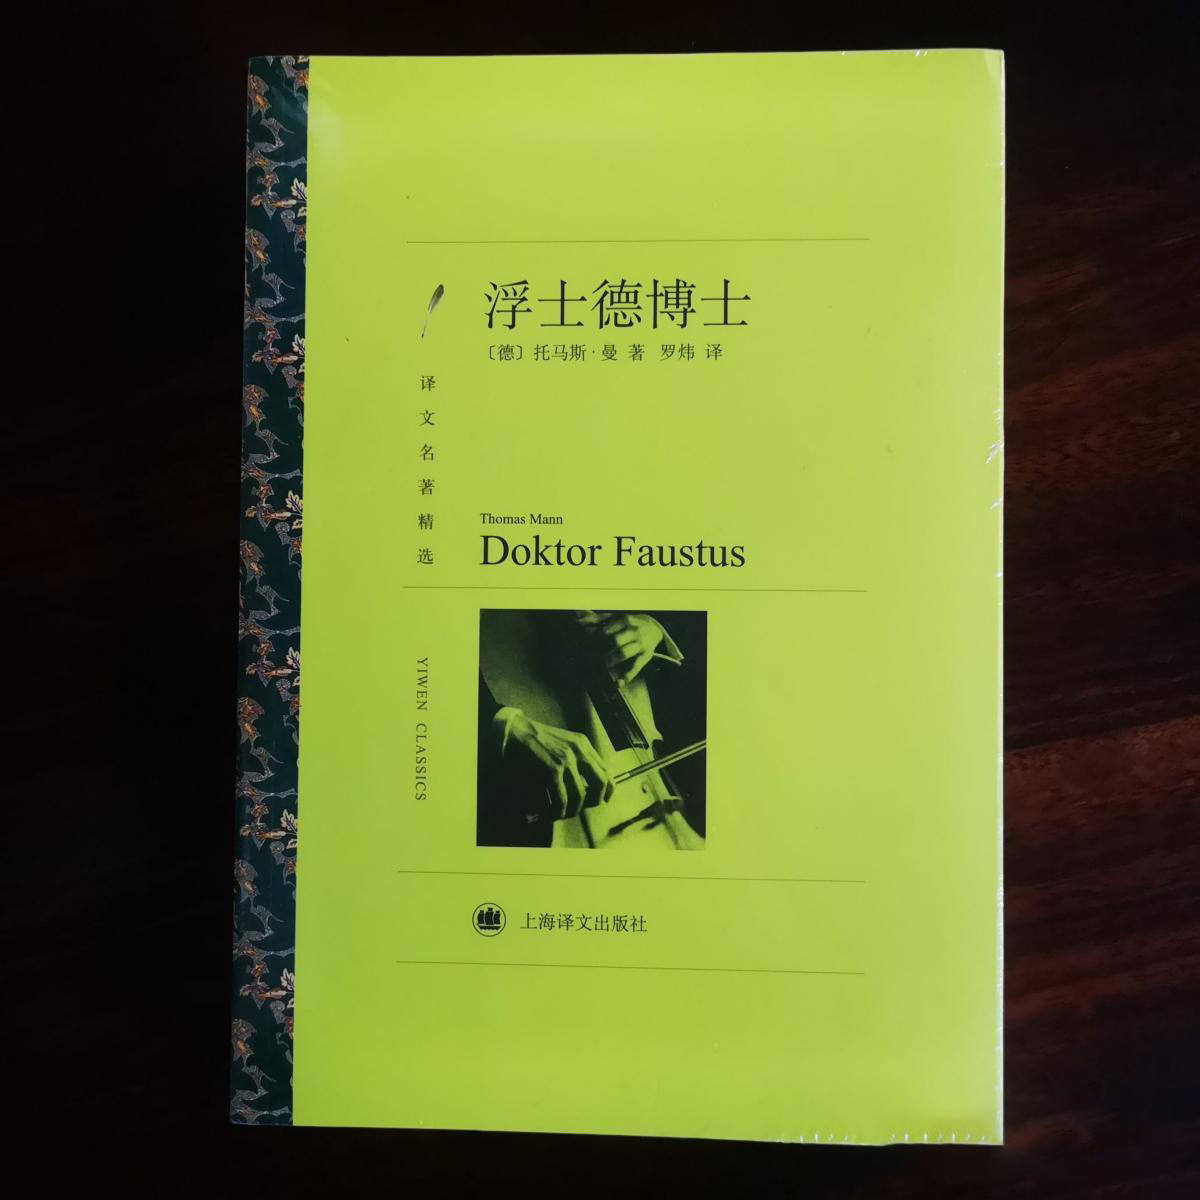 浮士德博士
〔德〕托马斯·曼 著 罗炜 译
译文名著精选
Thomas Mann
Doktor Faustus
YIWEN CLASSICS
上海译文出版社